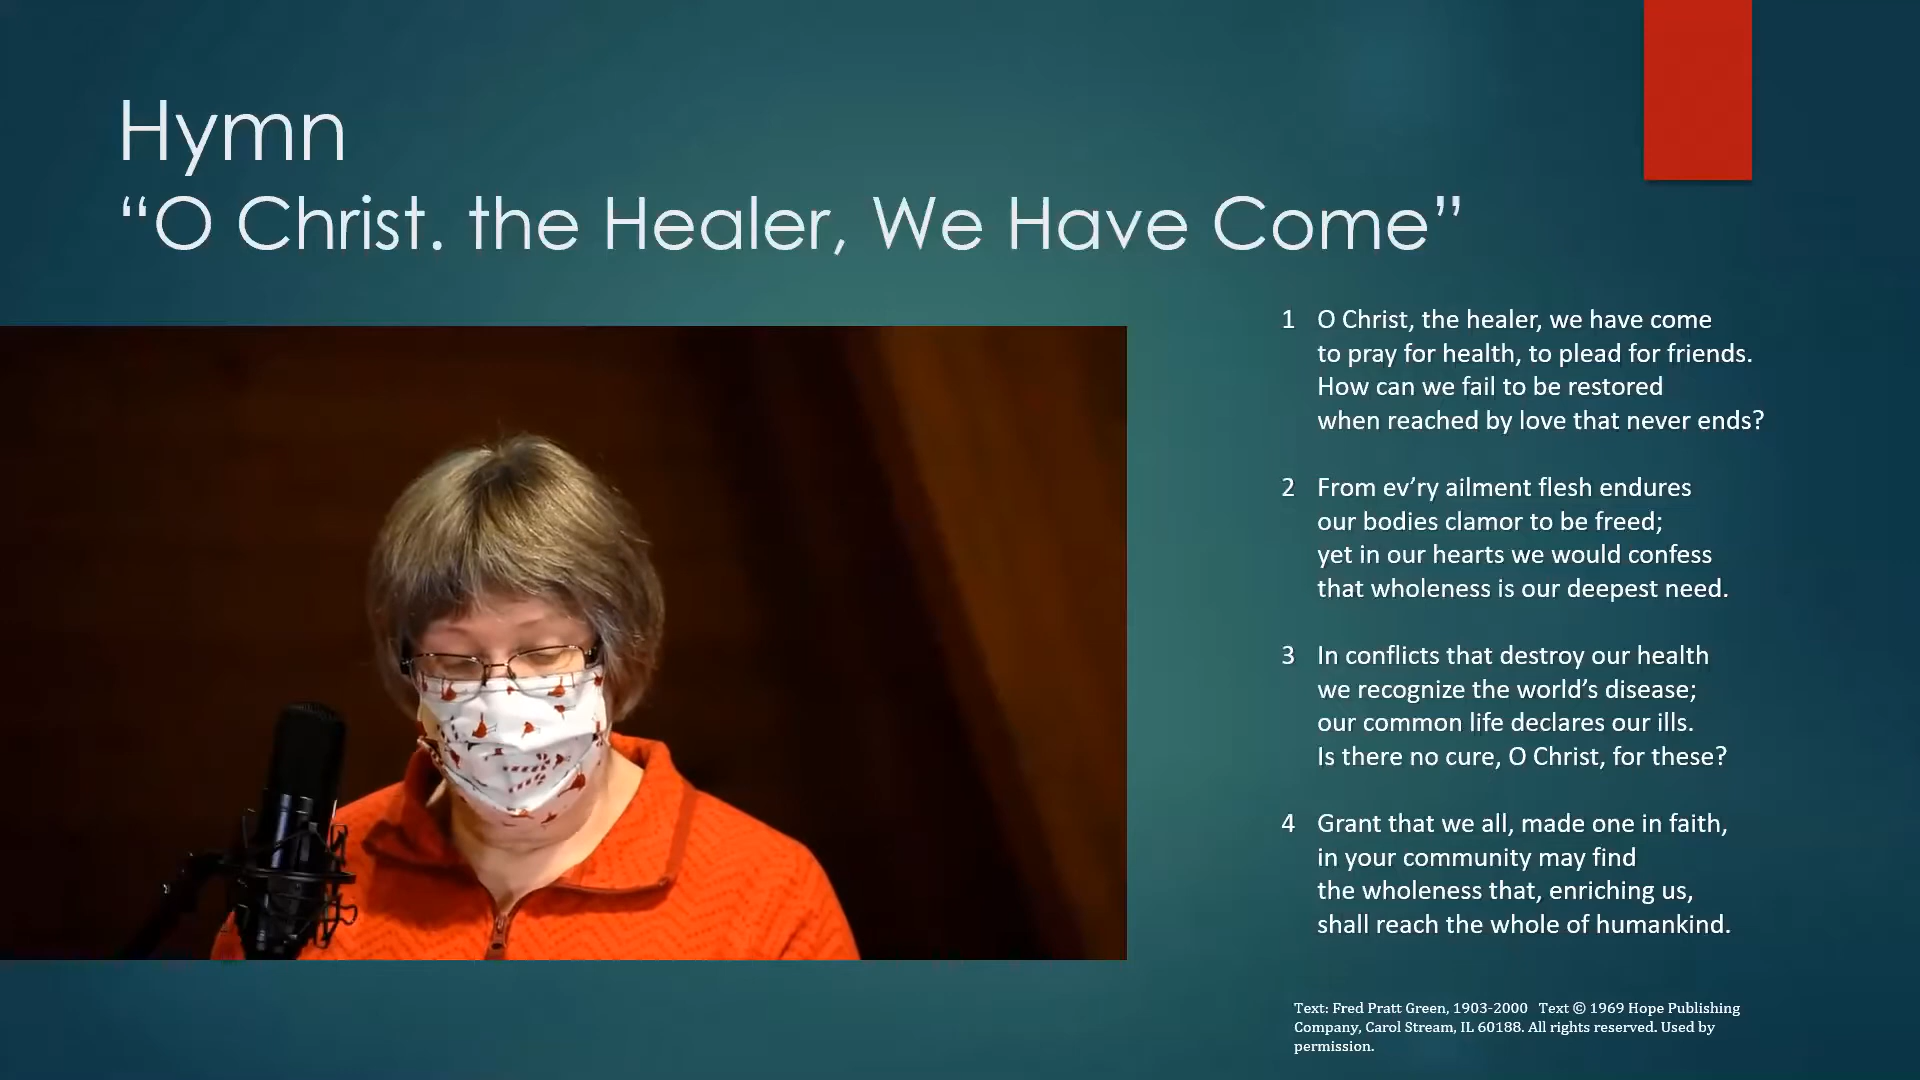 Hymn
“O Christ. the Healer, We Have Come”
1 O Christ, the healer, we have come
to pray for health, to plead for friends.
How can we fail to be restored
when reached by love that never ends?
2 From ev’ry ailment flesh endures
our bodies clamor to be freed;
yet in our hearts we would confess
that wholeness is our deepest need.
3 In conflicts that destroy our health
we recognize the world’s disease;
our common life declares our ills.
Is there no cure, O Christ, for these?
4 Grant that we all, made one in faith,
in your community may find
the wholeness that, enriching us,
shall reach the whole of humankind.
Text: Fred Pratt Green, 1903-2000 Text © 1969 Hope Publishing
Company, Carol Stream, IL 60188. All rights reserved. Used by
permission.